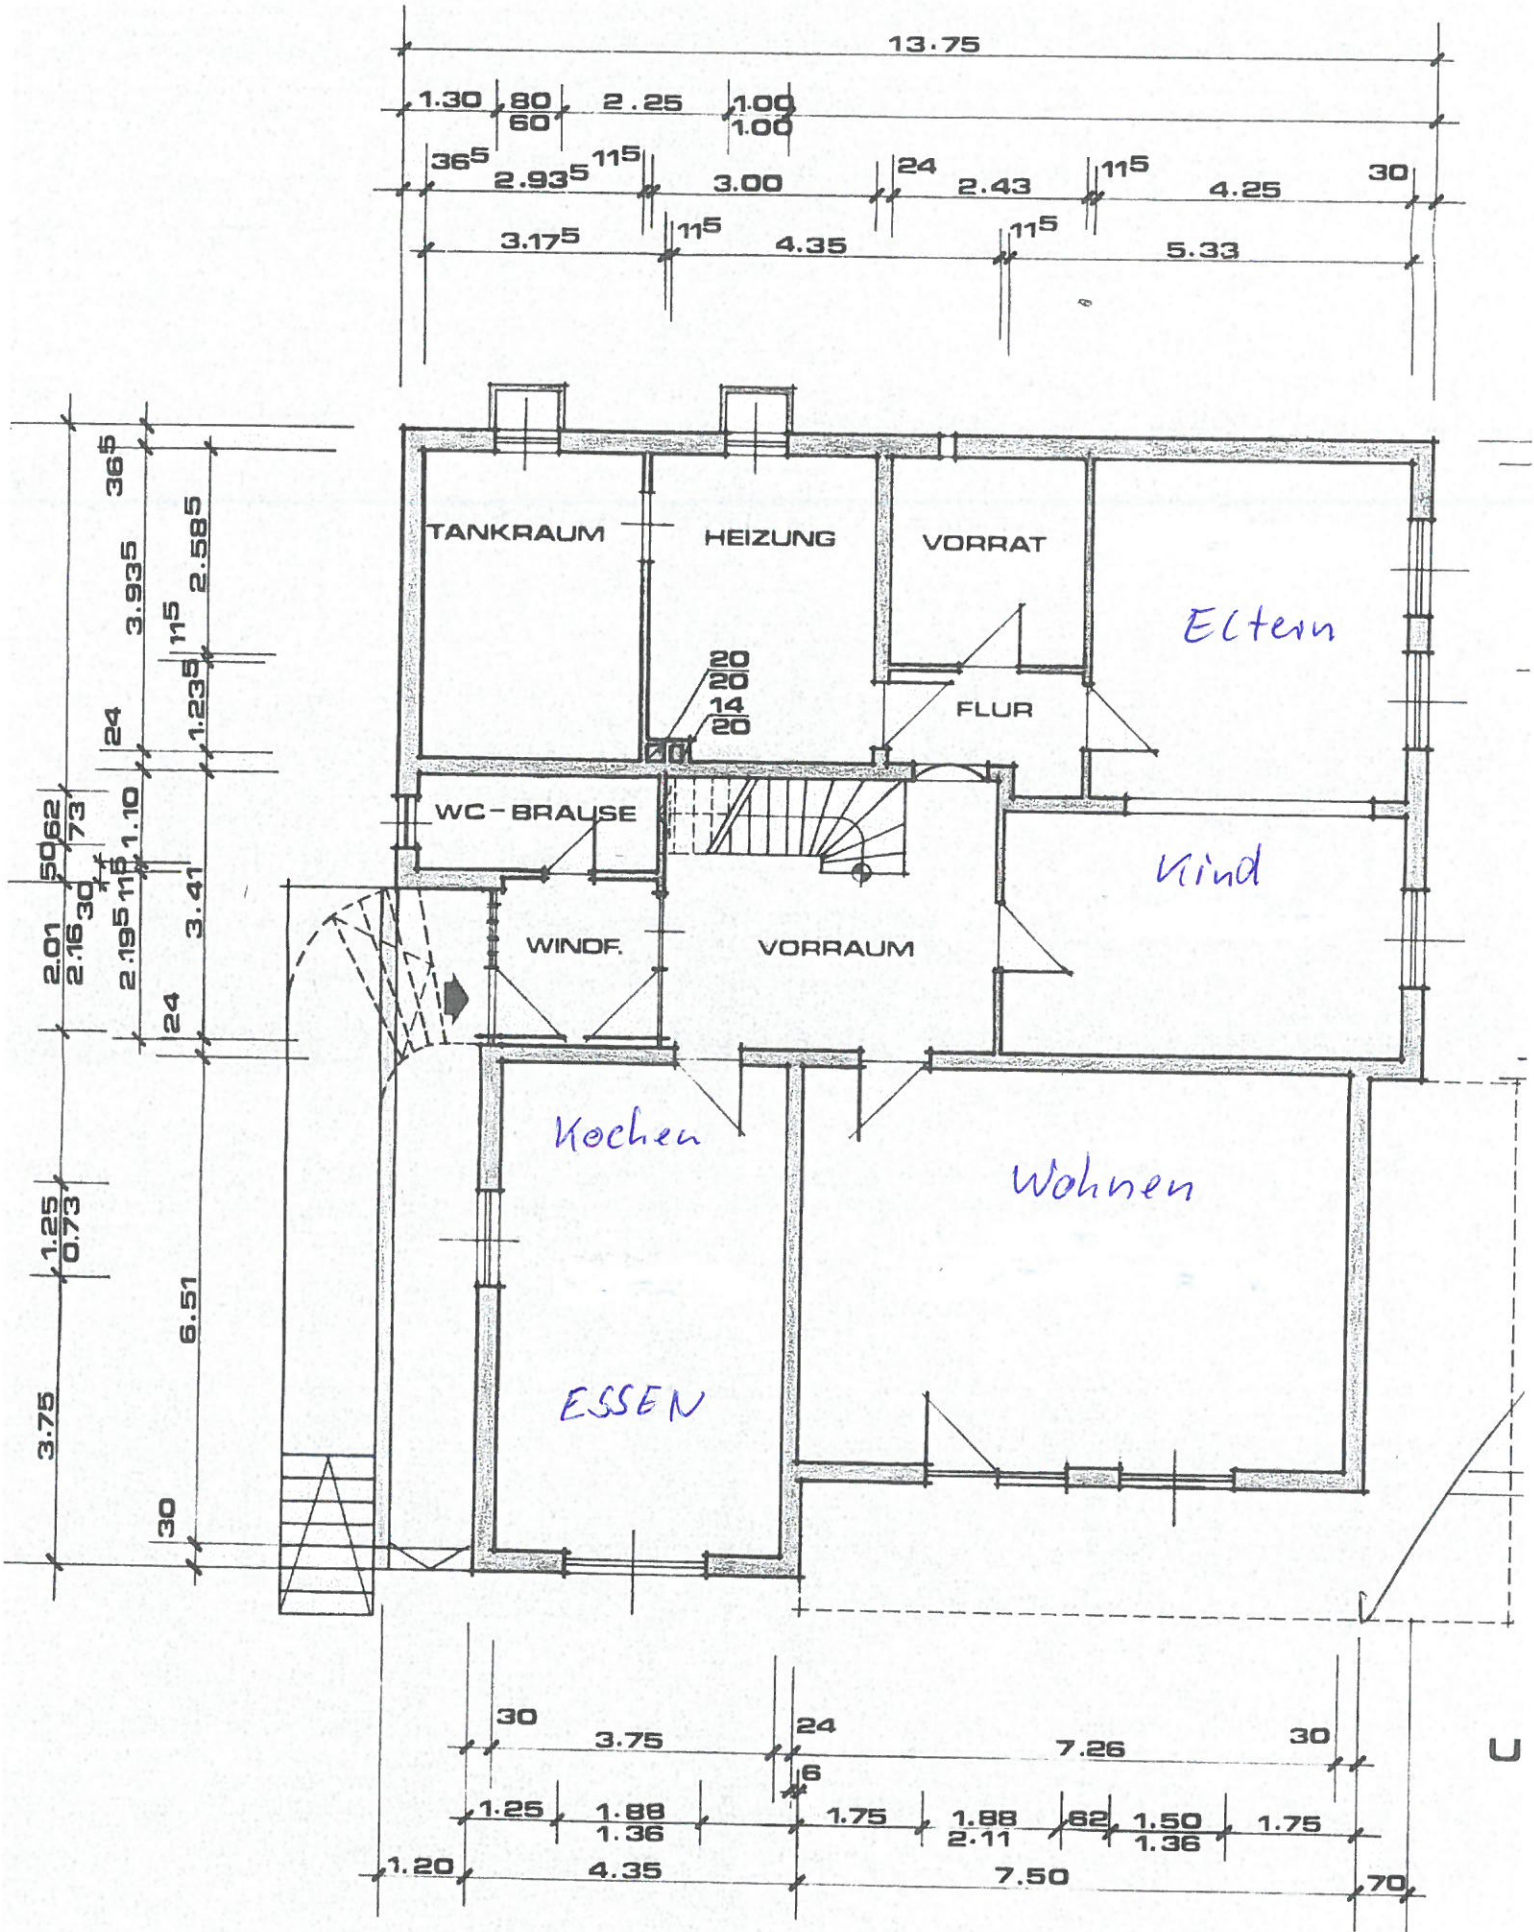 13.75
1.30 80 2.25 1.00
60 1.00
36⁵ 2.93⁵ 11⁵ 3.00 24 2.43 11⁵ 4.25 30
3.17⁵ 11⁵ 4.35 11⁵ 5.33
36⁵
3.93⁵
2.58⁵
11⁵
1.23⁵
24
62
50
73
1.10
11⁵
30
3.41
2.01
2.16
2.19⁵
24
1.25
0.73
6.51
3.75
30
TANKRAUM HEIZUNG VORRAT
Eltern
20
20
14
20
FLUR
WC-BRAUSE
Kind
WINDF. VORRAUM
Kochen
Wohnen
ESSEN
30 3.75 24 7.26 30
6
1.25 1.88 1.75 1.88 62 1.50 1.75
1.36 2.11 1.36
1.20 4.35 7.50 70